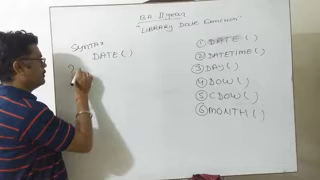 B.A. II year
"LIBRARY DATE FUNCTION"
SYNTAX
DATE ( )
?
① DATE ( )
② DATETIME ( )
③ DAY ( )
④ DOW ( )
⑤ CDOW ( )
⑥ MONTH ( )